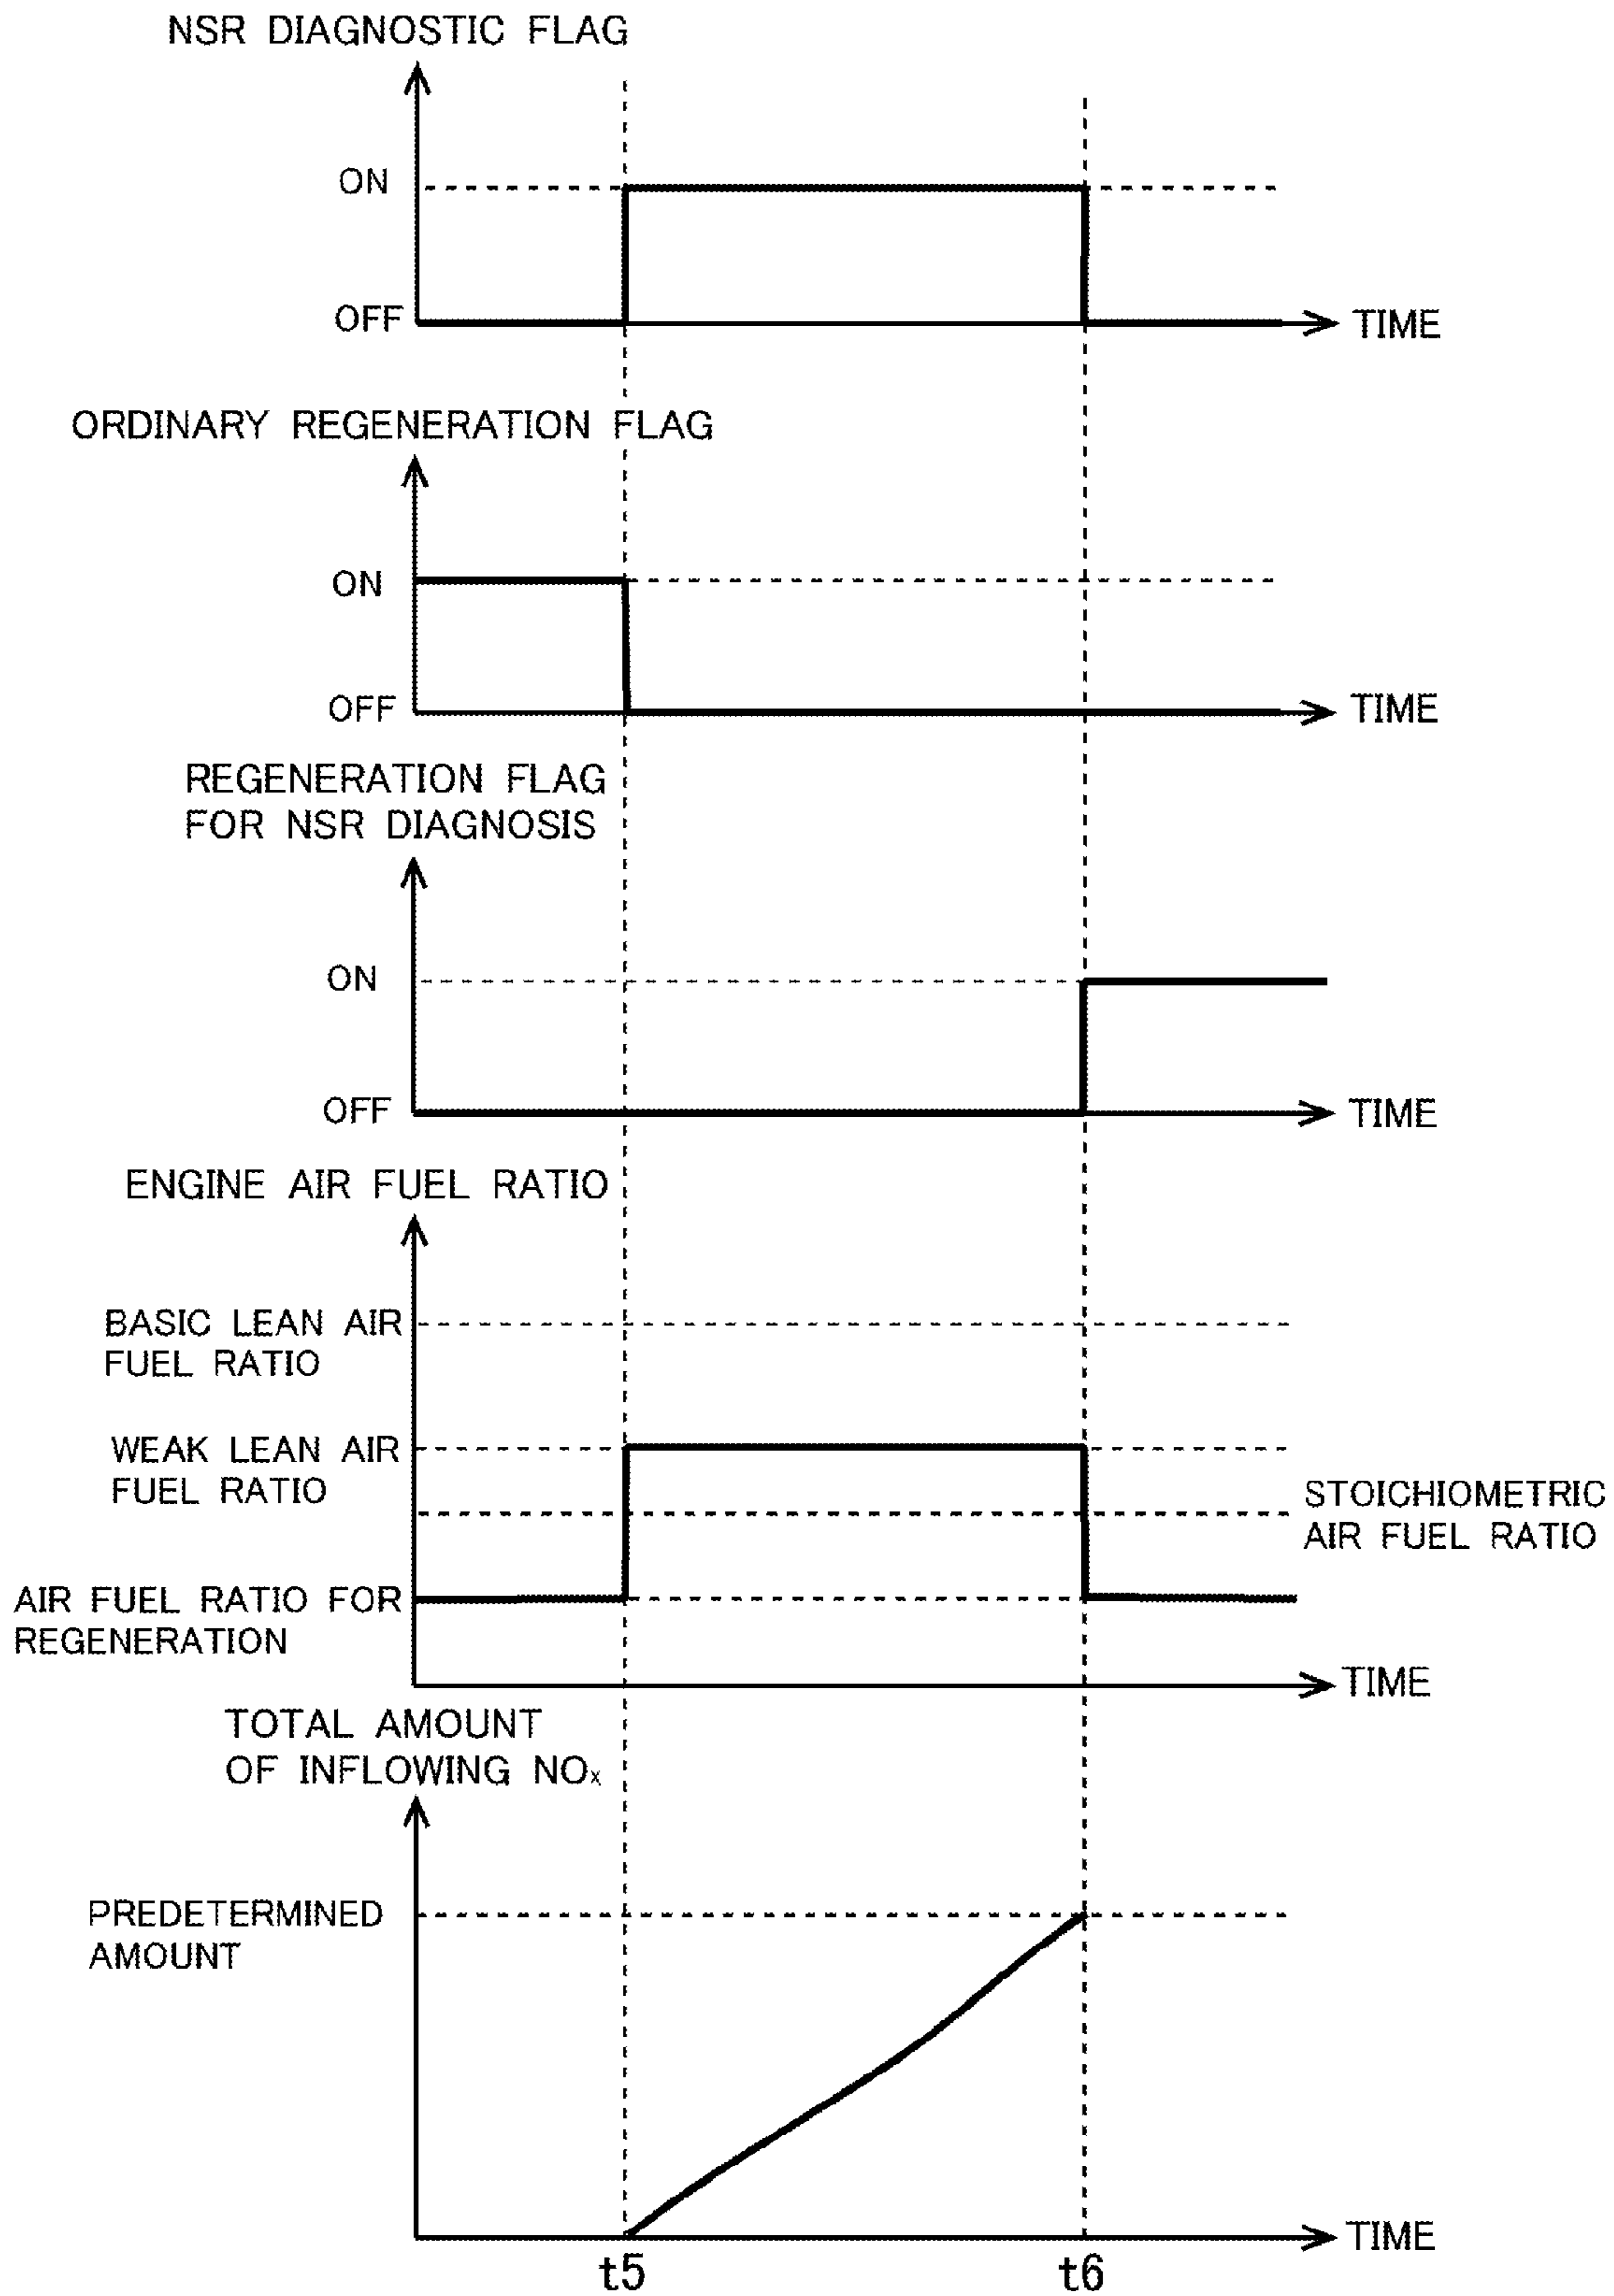 NSR DIAGNOSTIC FLAG
ON
OFF
TIME
ORDINARY REGENERATION FLAG
ON
OFF
TIME
REGENERATION FLAG
FOR NSR DIAGNOSIS
ON
OFF
TIME
ENGINE AIR FUEL RATIO
BASIC LEAN AIR
FUEL RATIO
WEAK LEAN AIR
FUEL RATIO
STOICHIOMETRIC
AIR FUEL RATIO
AIR FUEL RATIO FOR
REGENERATION
TIME
TOTAL AMOUNT
OF INFLOWING NOx
PREDETERMINED
AMOUNT
TIME
t5
t6